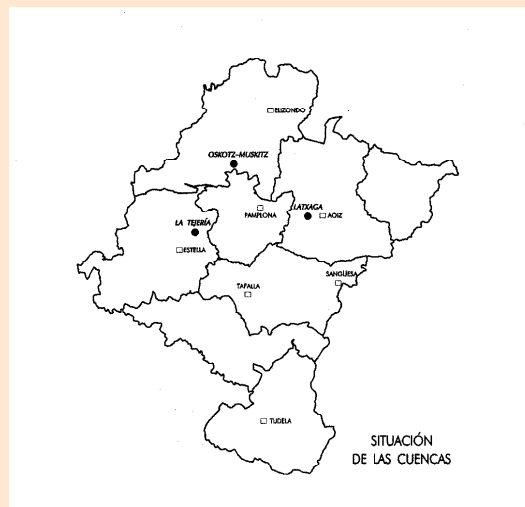 ELIZONDO
OSKOTZ-MUSKITZ
LATXAGA
PAMPLONA
AOIZ
LA TEJERÍA
ESTELLA
SANGÜESA
TAFALLA
TUDELA
SITUACIÓN
DE LAS CUENCAS